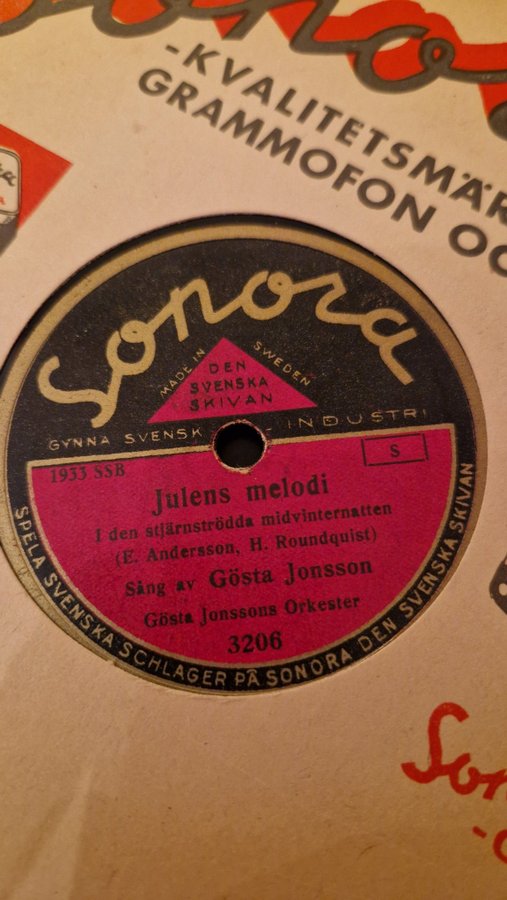 Sonora
-KVALITETSMÄR
GRAMMOFON OC
Sonora
MADE IN SWEDEN
DEN
SVENSKA
SKIVAN
GYNNA SVENSK INDUSTRI
1933 SSB
S
Julens melodi
I den stjärnströdda midvinternatten
(E. Andersson, H. Roundquist)
Sång av Gösta Jonsson
Gösta Jonssons Orkester
3206
SPELA SVENSKA SCHLAGER PÅ SONORA DEN SVENSKA SKIVAN
Son